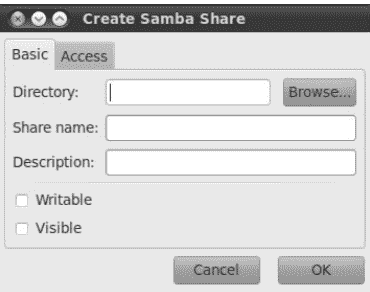 Create Samba Share
Basic Access
Directory: Browse...
Share name:
Description:
Writable
Visible
Cancel OK